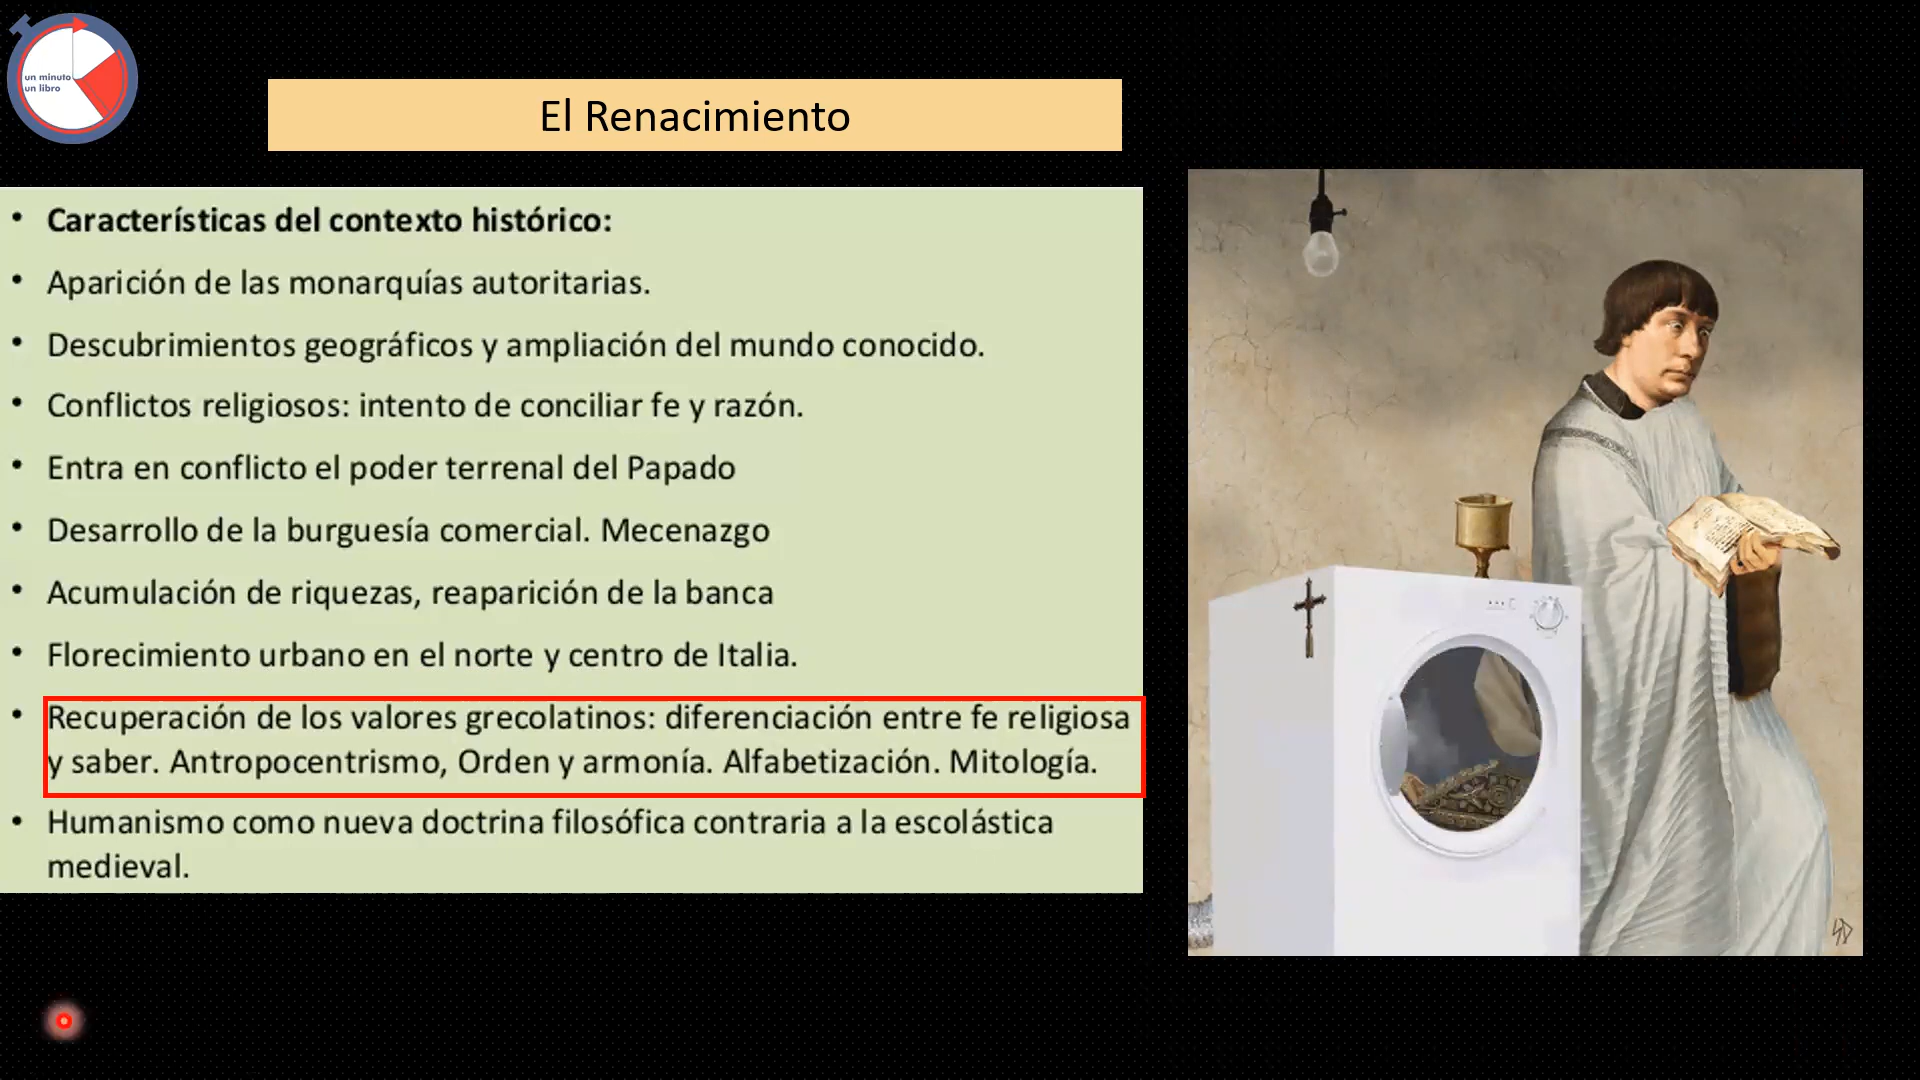 un minuto
un libro
El Renacimiento
• Características del contexto histórico:
• Aparición de las monarquías autoritarias.
• Descubrimientos geográficos y ampliación del mundo conocido.
• Conflictos religiosos: intento de conciliar fe y razón.
• Entra en conflicto el poder terrenal del Papado
• Desarrollo de la burguesía comercial. Mecenazgo
• Acumulación de riquezas, reaparición de la banca
• Florecimiento urbano en el norte y centro de Italia.
• Recuperación de los valores grecolatinos: diferenciación entre fe religiosa
y saber. Antropocentrismo, Orden y armonía. Alfabetización. Mitología.
• Humanismo como nueva doctrina filosófica contraria a la escolástica
medieval.